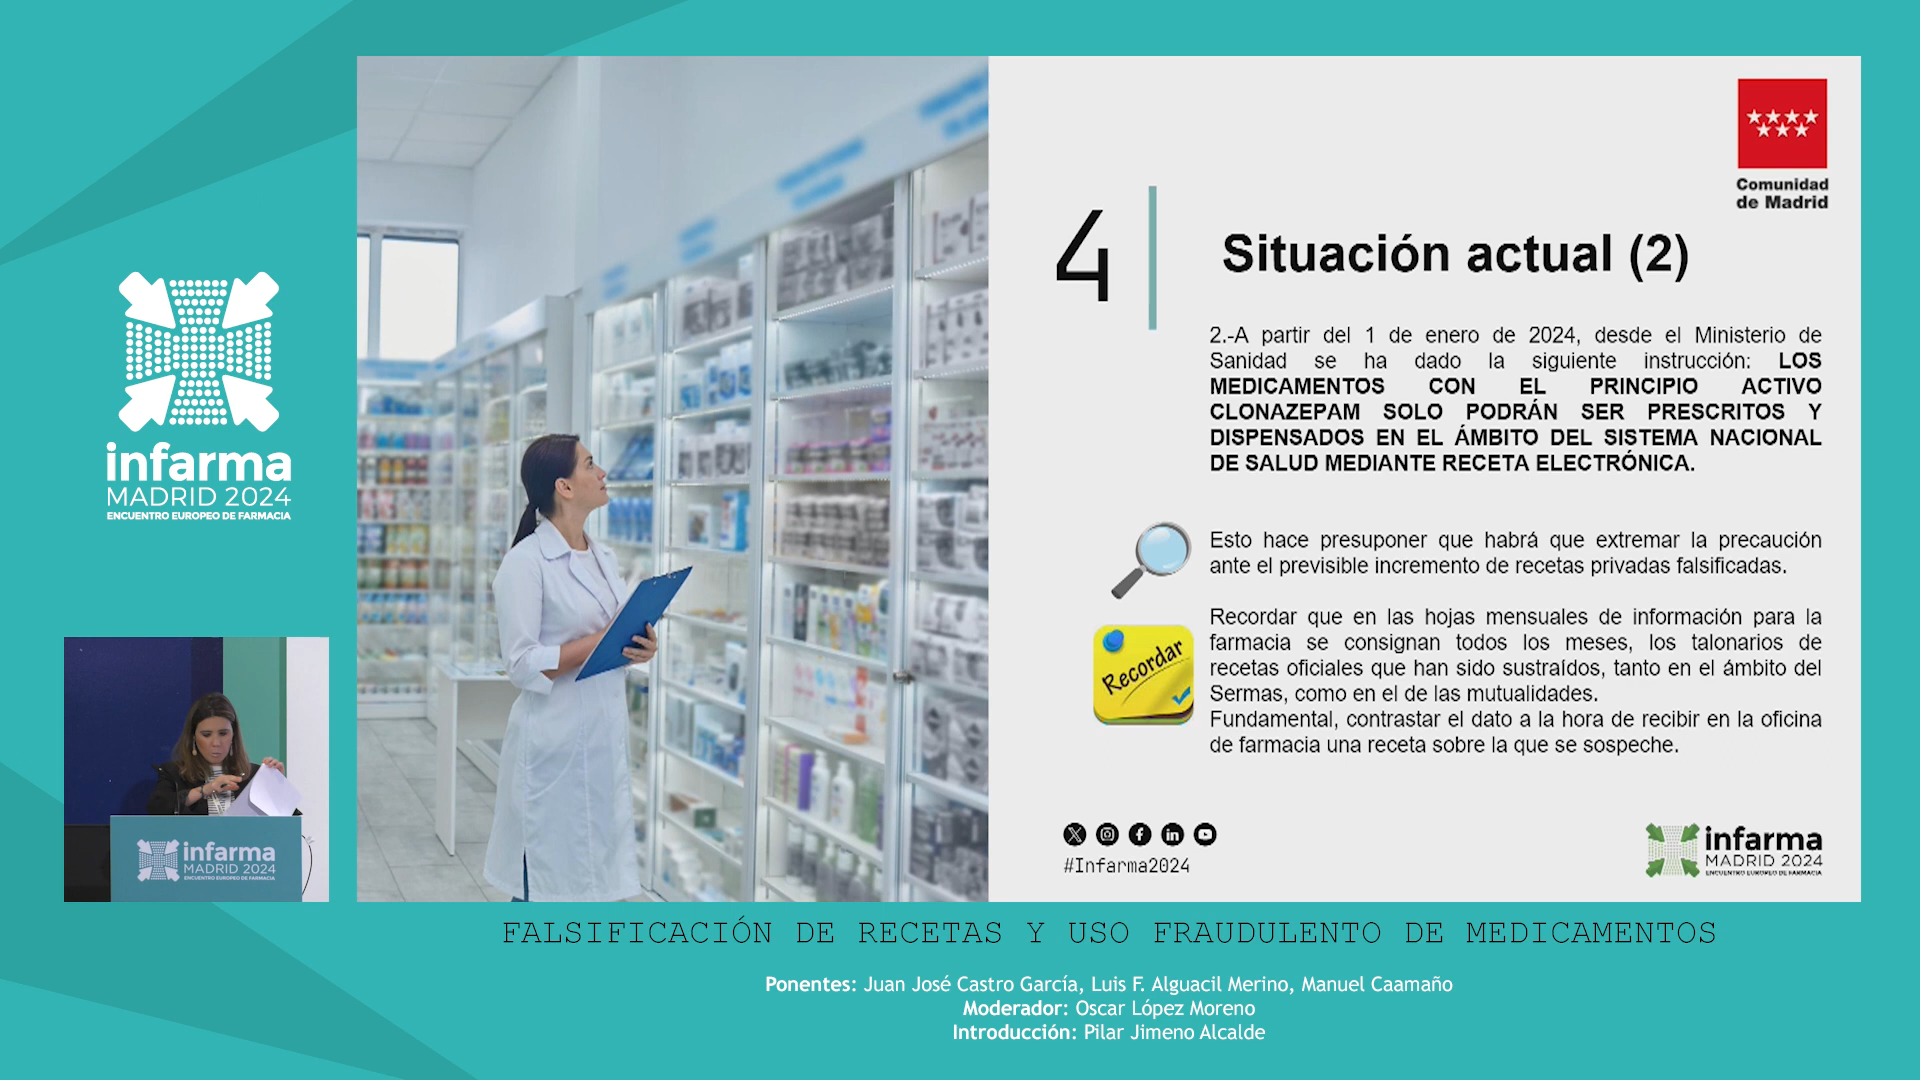 infarma
MADRID 2024
ENCUENTRO EUROPEO DE FARMACIA
infarma
MADRID 2024
ENCUENTRO EUROPEO DE FARMACIA
Comunidad
de Madrid
4
Situación actual (2)
2.-A partir del 1 de enero de 2024, desde el Ministerio de
Sanidad se ha dado la siguiente instrucción: LOS
MEDICAMENTOS CON EL PRINCIPIO ACTIVO
CLONAZEPAM SOLO PODRÁN SER PRESCRITOS Y
DISPENSADOS EN EL ÁMBITO DEL SISTEMA NACIONAL
DE SALUD MEDIANTE RECETA ELECTRÓNICA.
Esto hace presuponer que habrá que extremar la precaución
ante el previsible incremento de recetas privadas falsificadas.
Recordar
Recordar que en las hojas mensuales de información para la
farmacia se consignan todos los meses, los talonarios de
recetas oficiales que han sido sustraídos, tanto en el ámbito del
Sermas, como en el de las mutualidades.
Fundamental, contrastar el dato a la hora de recibir en la oficina
de farmacia una receta sobre la que se sospeche.
#Infarma2024
infarma
MADRID 2024
ENCUENTRO EUROPEO DE FARMACIA
FALSIFICACIÓN DE RECETAS Y USO FRAUDULENTO DE MEDICAMENTOS
Ponentes: Juan José Castro García, Luis F. Alguacil Merino, Manuel Caamaño
Moderador: Oscar López Moreno
Introducción: Pilar Jimeno Alcalde